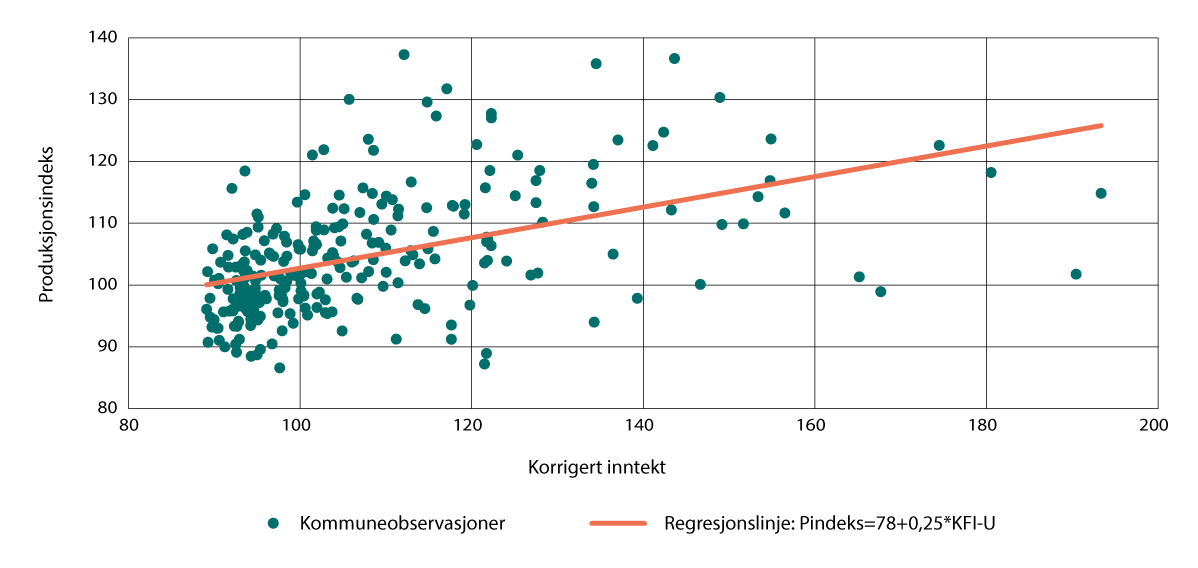 140
130
120
110
100
90
80
Produksjonsindeks
80 100 120 140 160 180 200
Korrigert inntekt
Kommuneobservasjoner Regresjonslinje: Pindeks=78+0,25*KFI-U